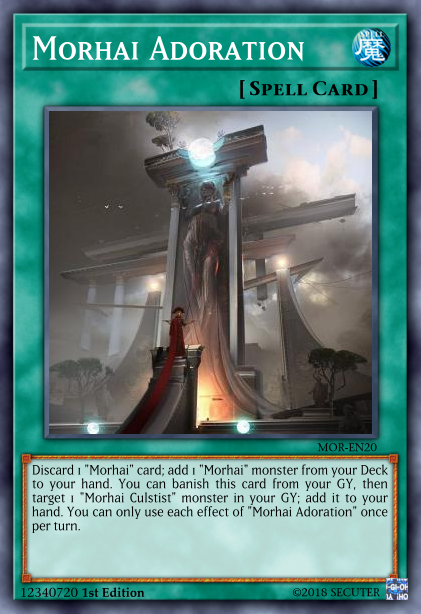 MORHAI ADORATION
魔
[ SPELL CARD ]
MOR-EN20
Discard 1 "Morhai" card; add 1 "Morhai" monster from your Deck
to your hand. You can banish this card from your GY, then
target 1 "Morhai Culstist" monster in your GY; add it to your
hand. You can only use each effect of "Morhai Adoration" once
per turn.
12340720 1st Edition
©2018 SECUTER